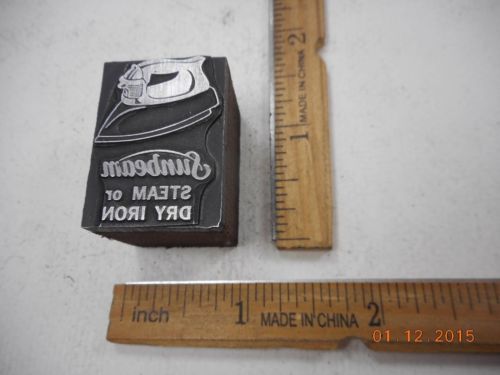 Sunbeam
STEAM or
DRY IRON
2
MADE IN CHINA
1
inch 1 MADE IN CHINA 2
01.12.2015